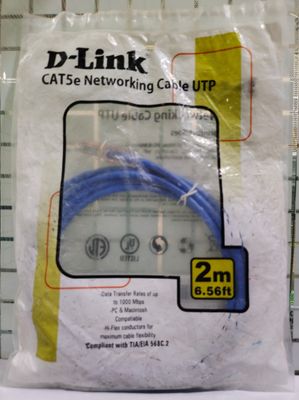 D-Link
CAT5e Networking Cable UTP
2m
6.56ft
-Data Transfer Rates of up
to 1000 Mbps
-PC & Macintosh
Compatiable
-Hi-Flex conductors for
maximum cable flexibility
*Compliant with TIA/EIA 568C.2